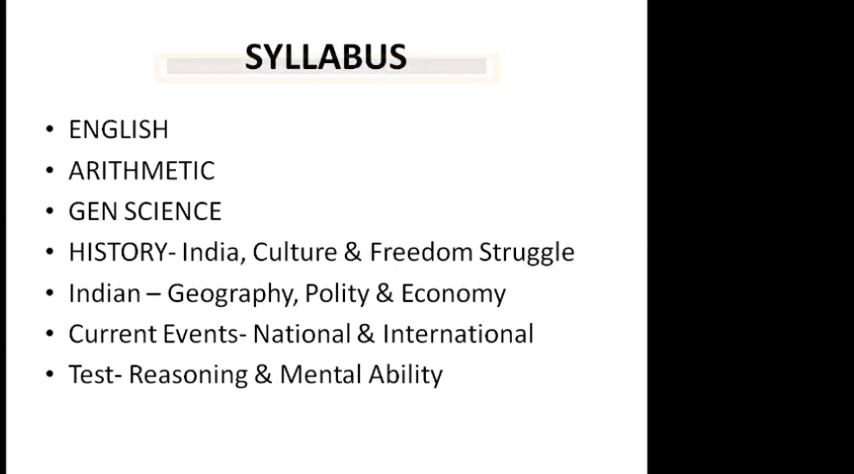 SYLLABUS
• ENGLISH
• ARITHMETIC
• GEN SCIENCE
• HISTORY- India, Culture & Freedom Struggle
• Indian – Geography, Polity & Economy
• Current Events- National & International
• Test- Reasoning & Mental Ability